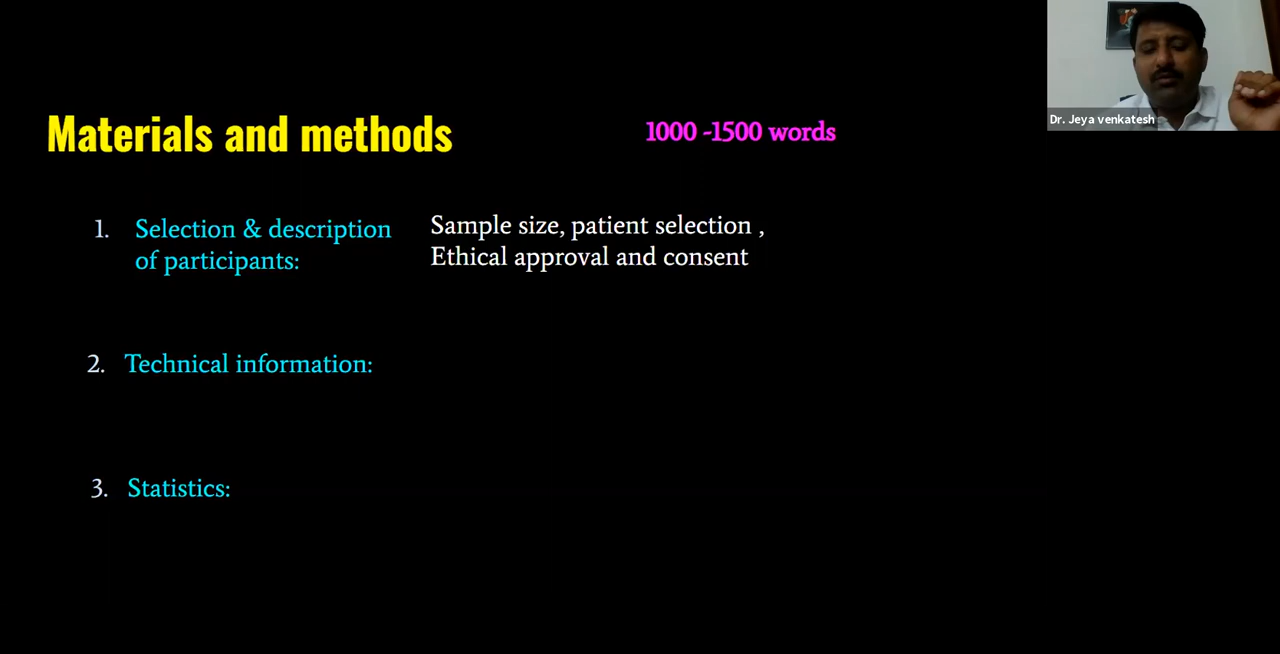 Dr. Jeya venkatesh
Materials and methods
1000 -1500 words
1. Selection & description
of participants:
Sample size, patient selection ,
Ethical approval and consent
2. Technical information:
3. Statistics: